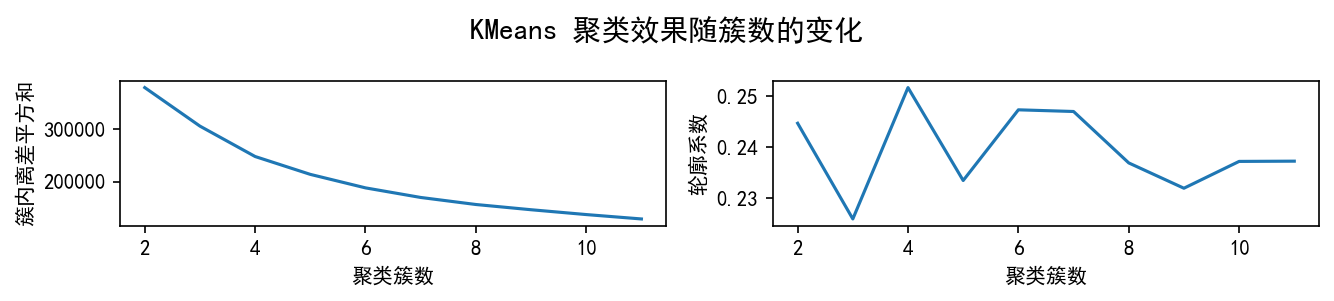 KMeans 聚类效果随簇数的变化
簇内离差平方和
300000
200000
2 4 6 8 10
聚类簇数
轮廓系数
0.25
0.24
0.23
2 4 6 8 10
聚类簇数